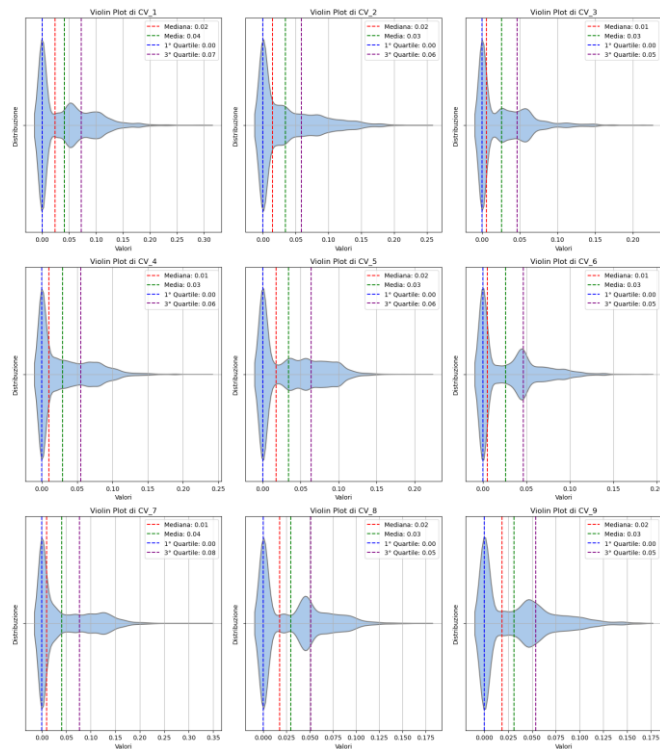 Violin Plot di CV_1
Mediana: 0.02
Media: 0.04
1° Quartile: 0.00
3° Quartile: 0.07
Distribuzione
0.00 0.05 0.10 0.15 0.20 0.25 0.30
Valori
Violin Plot di CV_2
Mediana: 0.02
Media: 0.03
1° Quartile: 0.00
3° Quartile: 0.06
Distribuzione
0.00 0.05 0.10 0.15 0.20 0.25
Valori
Violin Plot di CV_3
Mediana: 0.01
Media: 0.03
1° Quartile: 0.00
3° Quartile: 0.05
Distribuzione
0.00 0.05 0.10 0.15 0.20
Valori
Violin Plot di CV_4
Mediana: 0.01
Media: 0.03
1° Quartile: 0.00
3° Quartile: 0.06
Distribuzione
0.00 0.05 0.10 0.15 0.20 0.25
Valori
Violin Plot di CV_5
Mediana: 0.02
Media: 0.03
1° Quartile: 0.00
3° Quartile: 0.06
Distribuzione
0.00 0.05 0.10 0.15 0.20
Valori
Violin Plot di CV_6
Mediana: 0.01
Media: 0.03
1° Quartile: 0.00
3° Quartile: 0.05
Distribuzione
0.00 0.05 0.10 0.15 0.20
Valori
Violin Plot di CV_7
Mediana: 0.01
Media: 0.04
1° Quartile: 0.00
3° Quartile: 0.08
Distribuzione
0.00 0.05 0.10 0.15 0.20 0.25 0.30 0.35
Valori
Violin Plot di CV_8
Mediana: 0.02
Media: 0.03
1° Quartile: 0.00
3° Quartile: 0.05
Distribuzione
0.000 0.025 0.050 0.075 0.100 0.125 0.150 0.175
Valori
Violin Plot di CV_9
Mediana: 0.02
Media: 0.03
1° Quartile: 0.00
3° Quartile: 0.05
Distribuzione
0.000 0.025 0.050 0.075 0.100 0.125 0.150 0.175
Valori